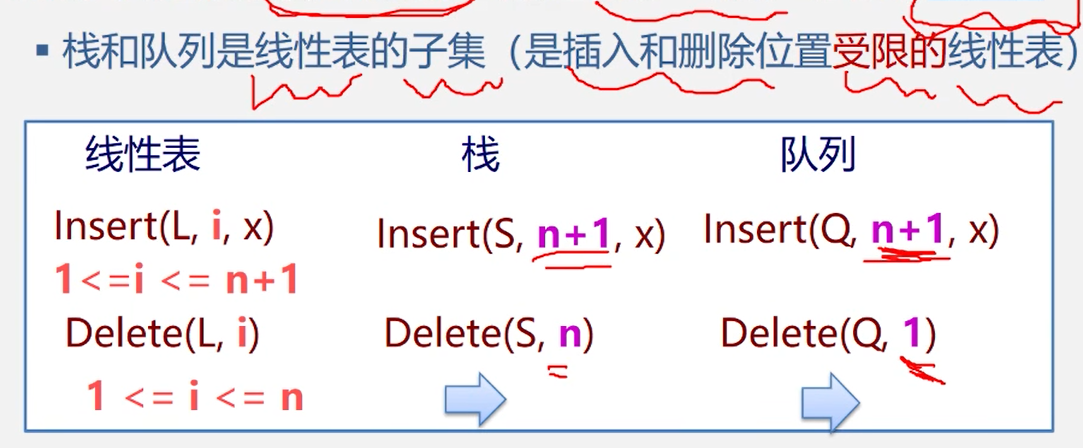 ▪ 栈和队列是线性表的子集（是插入和删除位置受限的线性表）
线性表 栈 队列
Insert(L, i, x) Insert(S, n+1, x) Insert(Q, n+1, x)
1<=i <= n+1
Delete(L, i) Delete(S, n) Delete(Q, 1)
1 <= i <= n